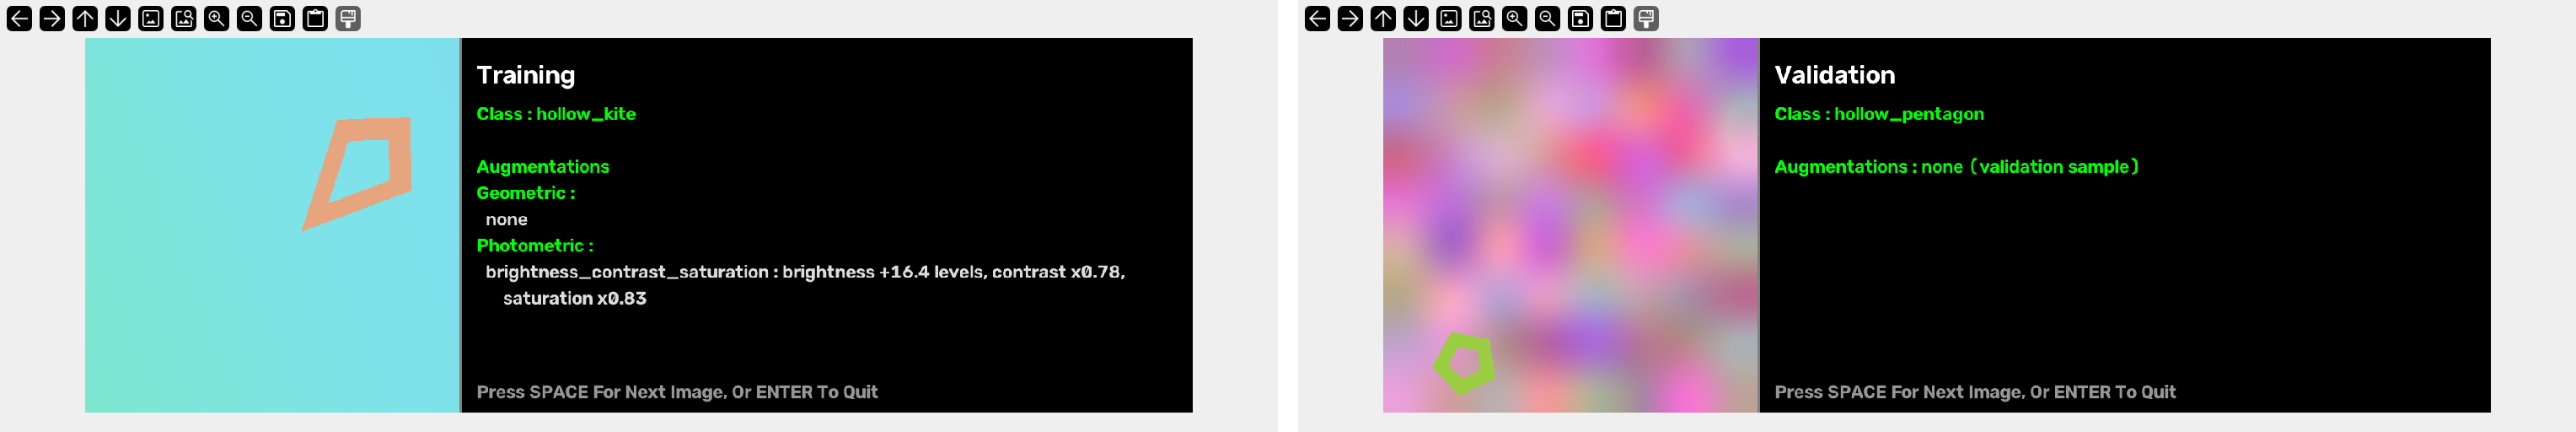 Training
Class : hollow_kite
Augmentations
Geometric :
none
Photometric :
brightness_contrast_saturation : brightness +16.4 levels, contrast x0.78,
saturation x0.83
Press SPACE For Next Image, Or ENTER To Quit
Validation
Class : hollow_pentagon
Augmentations : none (validation sample)
Press SPACE For Next Image, Or ENTER To Quit